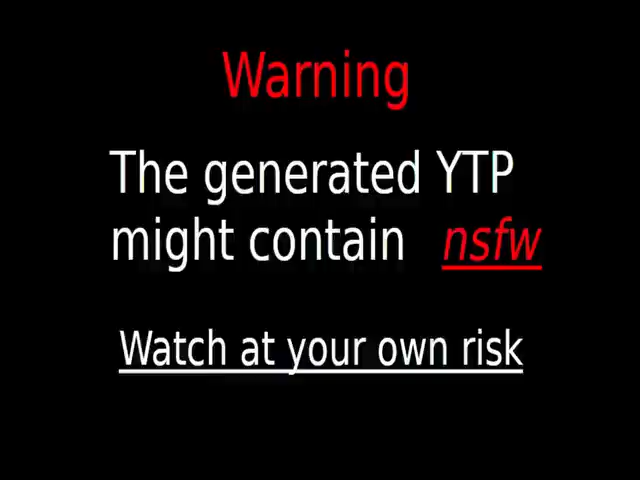 Warning
The generated YTP
might contain nsfw
Watch at your own risk